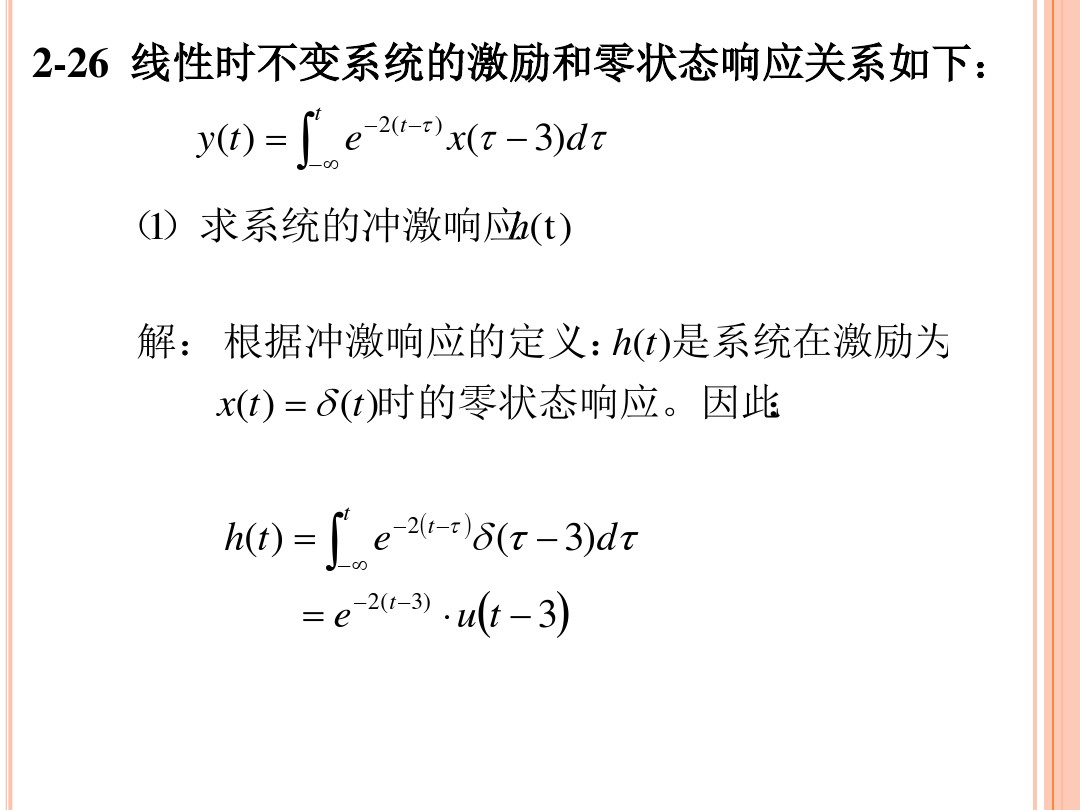 2-26 线性时不变系统的激励和零状态响应关系如下：
y(t) = ∫_{-∞}^{t} e^{-2(t-τ)} x(τ - 3)dτ
（1）求系统的冲激响应h(t)
解： 根据冲激响应的定义：h(t)是系统在激励为
x(t) = δ(t)时的零状态响应。因此：
h(t) = ∫_{-∞}^{t} e^{-2(t-τ)} δ(τ - 3)dτ
= e^{-2(t-3)} · u(t - 3)